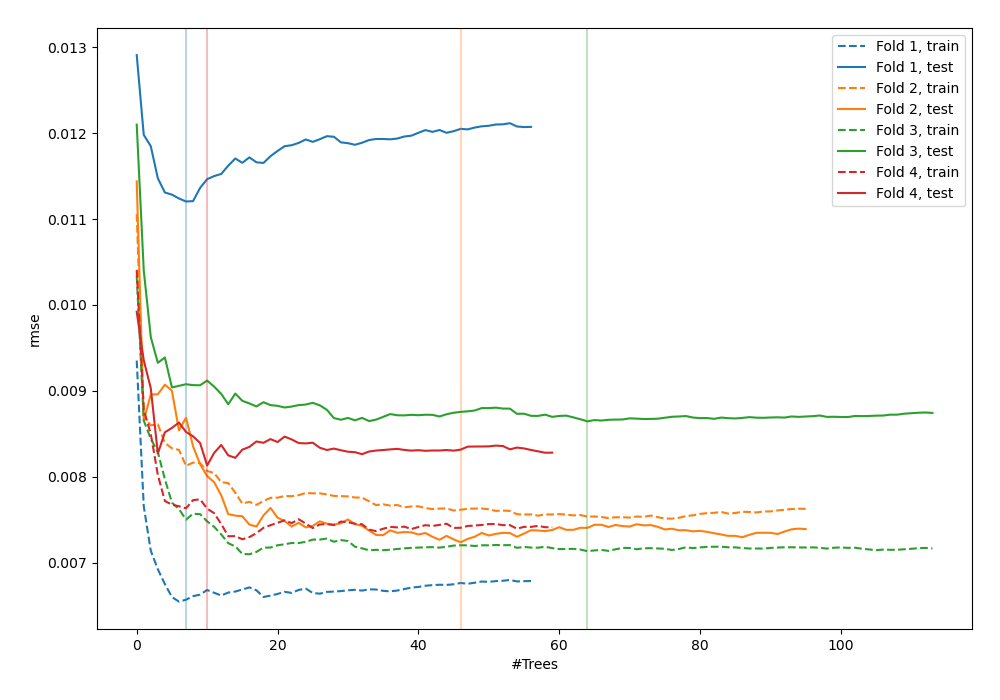 0.013
0.012
0.011
0.010
0.009
0.008
0.007
rmse
0 20 40 60 80 100
#Trees
Fold 1, train
Fold 1, test
Fold 2, train
Fold 2, test
Fold 3, train
Fold 3, test
Fold 4, train
Fold 4, test